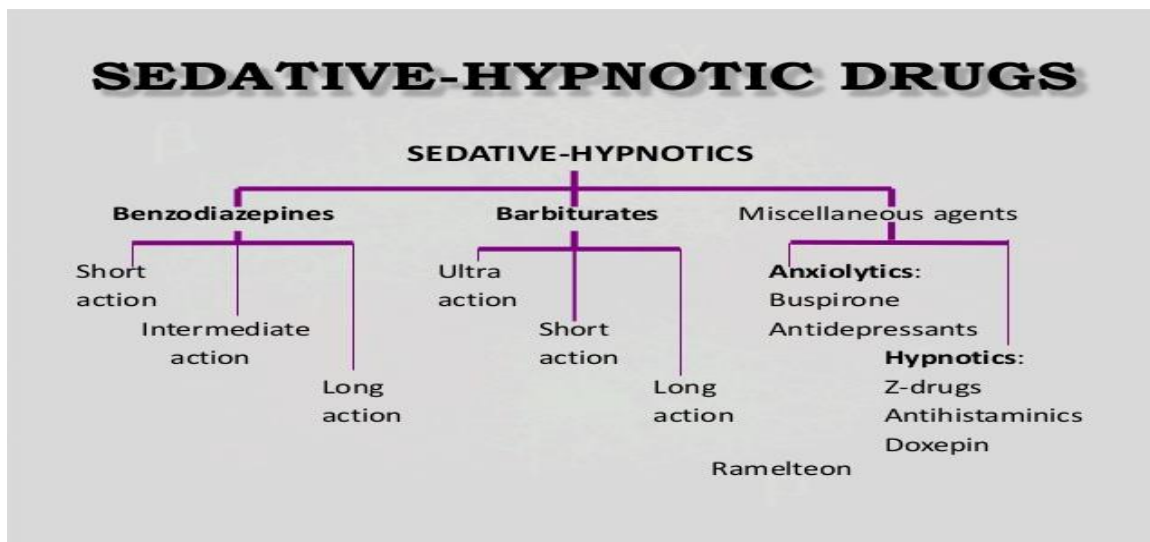 SEDATIVE-HYPNOTIC DRUGS
SEDATIVE-HYPNOTICS
Benzodiazepines
Barbiturates
Miscellaneous agents
Short
action
Intermediate
action
Long
action
Ultra
action
Short
action
Long
action
Anxiolytics:
Buspirone
Antidepressants
Hypnotics:
Z-drugs
Antihistaminics
Doxepin
Ramelteon